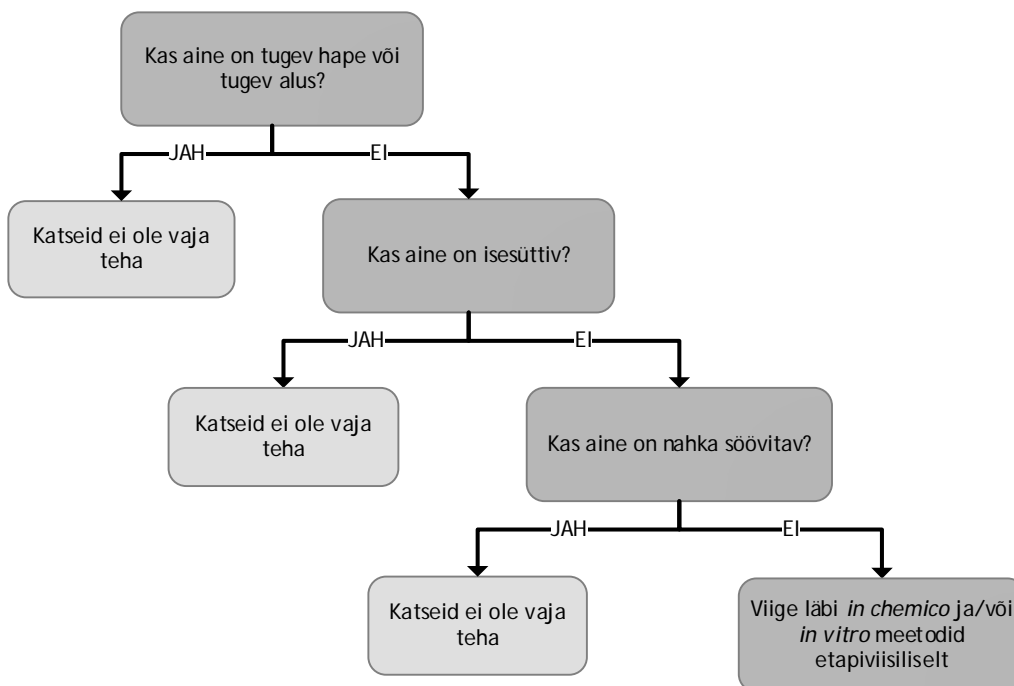 Kas aine on tugev hape või
tugev alus?
JAH
EI
Katseid ei ole vaja
teha
Kas aine on isesüttiv?
JAH
EI
Katseid ei ole vaja
teha
Kas aine on nahka söövitav?
JAH
EI
Katseid ei ole vaja
teha
Viige läbi in chemico ja/või
in vitro meetodid
etapiviisiliselt